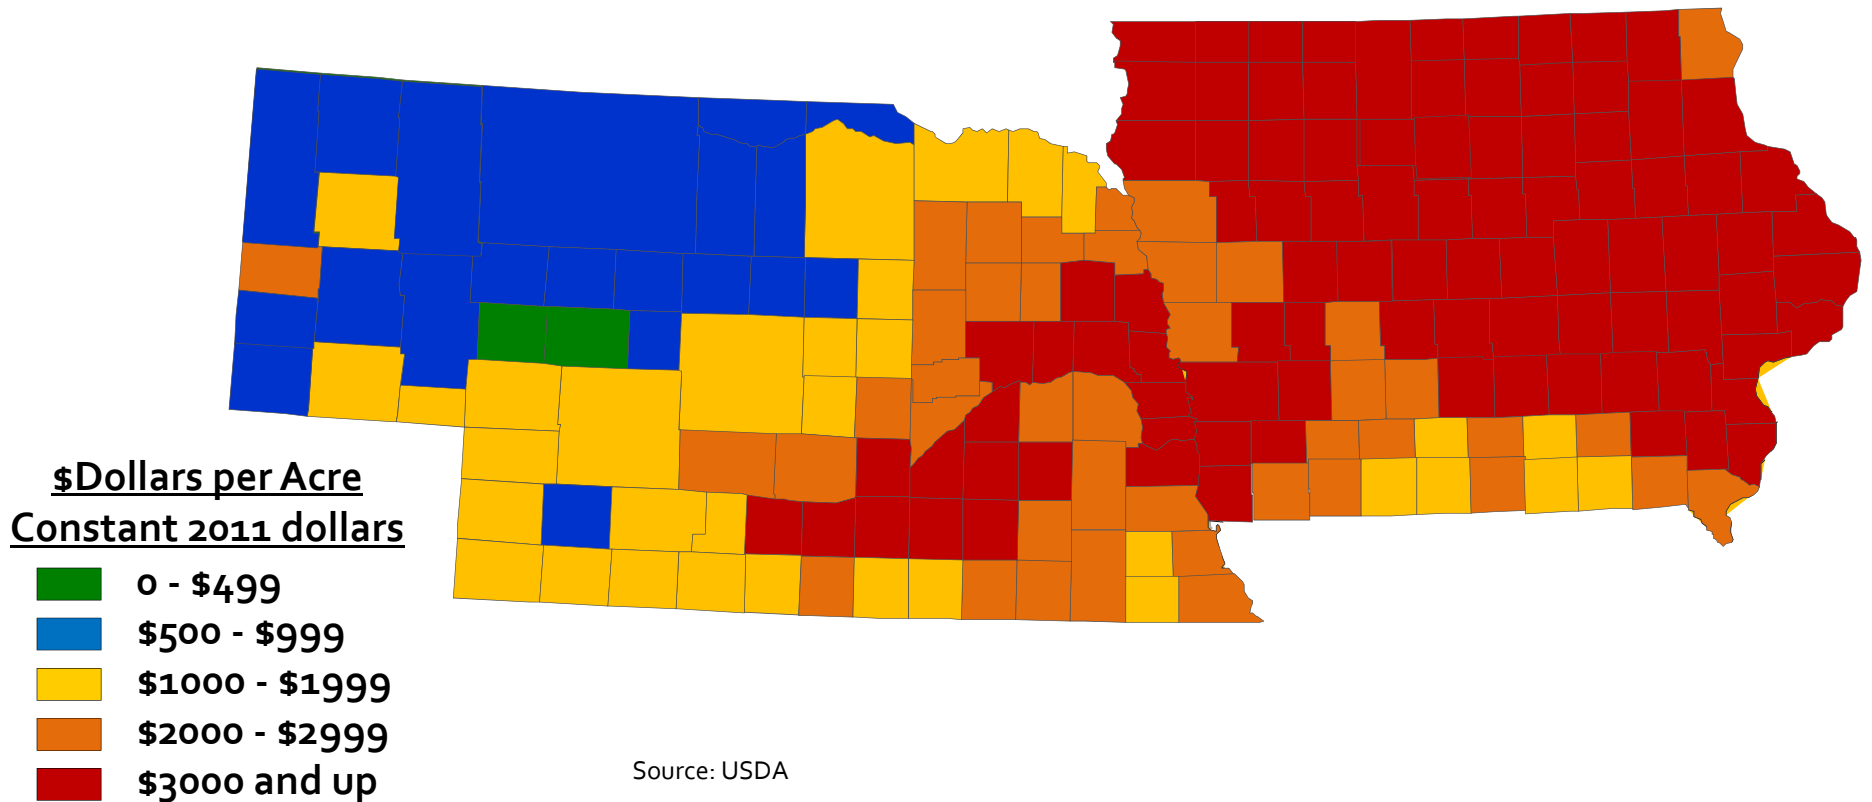 $Dollars per Acre
Constant 2011 dollars
0 - $499
$500 - $999
$1000 - $1999
$2000 - $2999
$3000 and up
Source: USDA